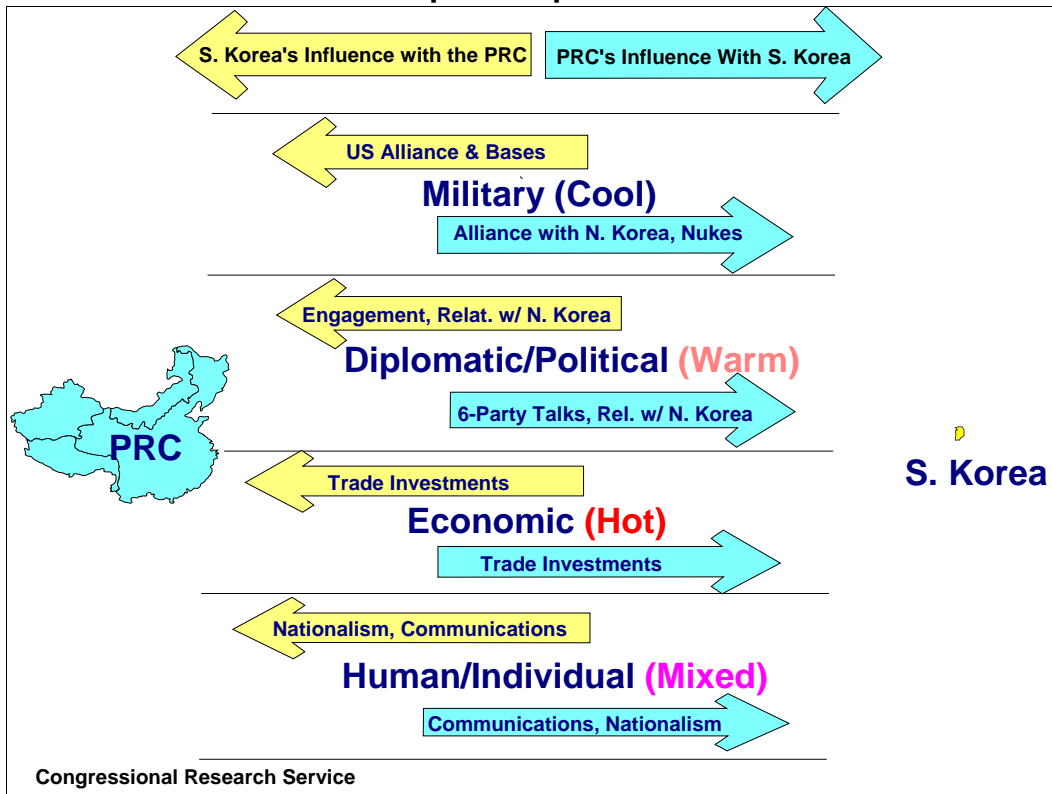 S. Korea's Influence with the PRC
PRC's Influence With S. Korea
US Alliance & Bases
Military (Cool)
Alliance with N. Korea, Nukes
Engagement, Relat. w/ N. Korea
Diplomatic/Political (Warm)
6-Party Talks, Rel. w/ N. Korea
PRC
S. Korea
Trade Investments
Economic (Hot)
Trade Investments
Nationalism, Communications
Human/Individual (Mixed)
Communications, Nationalism
Congressional Research Service